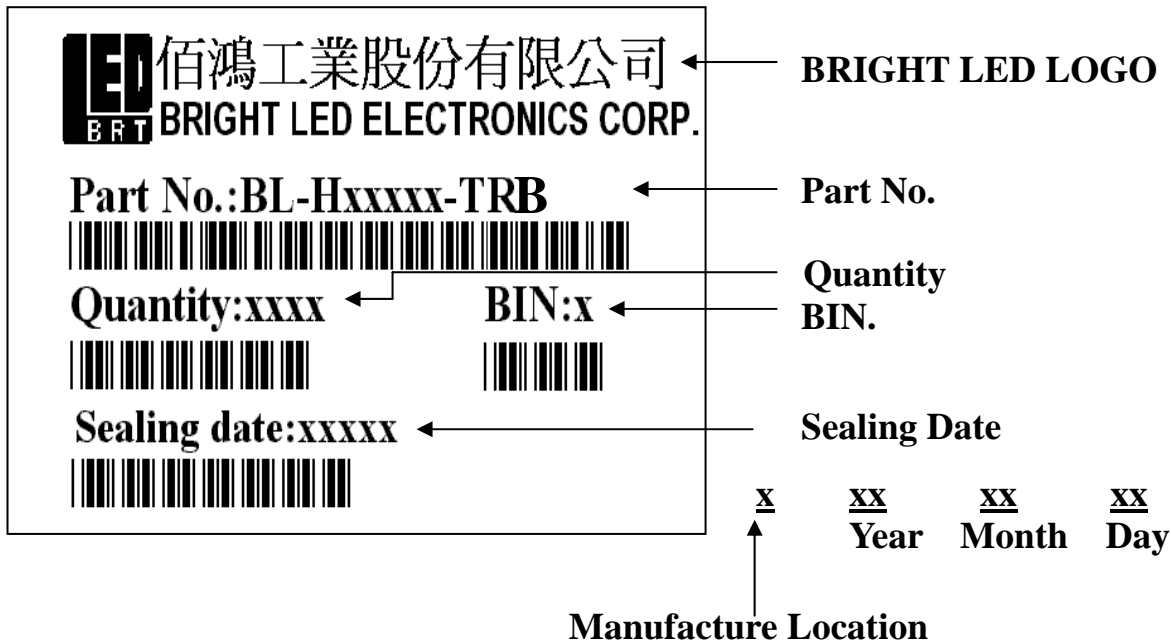 LED
BRT
佰鴻工業股份有限公司
BRIGHT LED ELECTRONICS CORP.
BRIGHT LED LOGO
Part No.:BL-Hxxxxx-TRB
Part No.
Quantity:xxxx
BIN:x
Quantity
BIN.
Sealing date:xxxxx
Sealing Date
x xx xx xx
Year Month Day
Manufacture Location